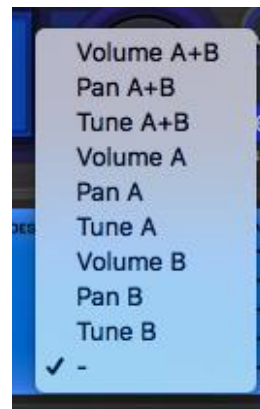 Volume A+B
Pan A+B
Tune A+B
Volume A
Pan A
Tune A
Volume B
Pan B
Tune B
✓ -